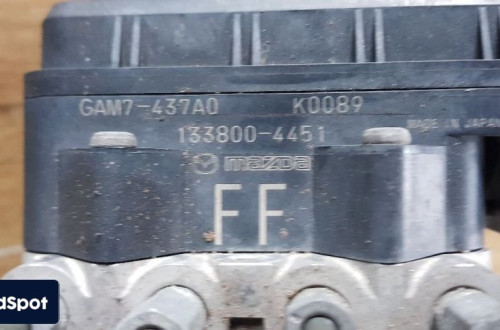 GAM7-437A0 K0089
133800-4451
MADE IN JAPAN
mazda
FF
dSpot